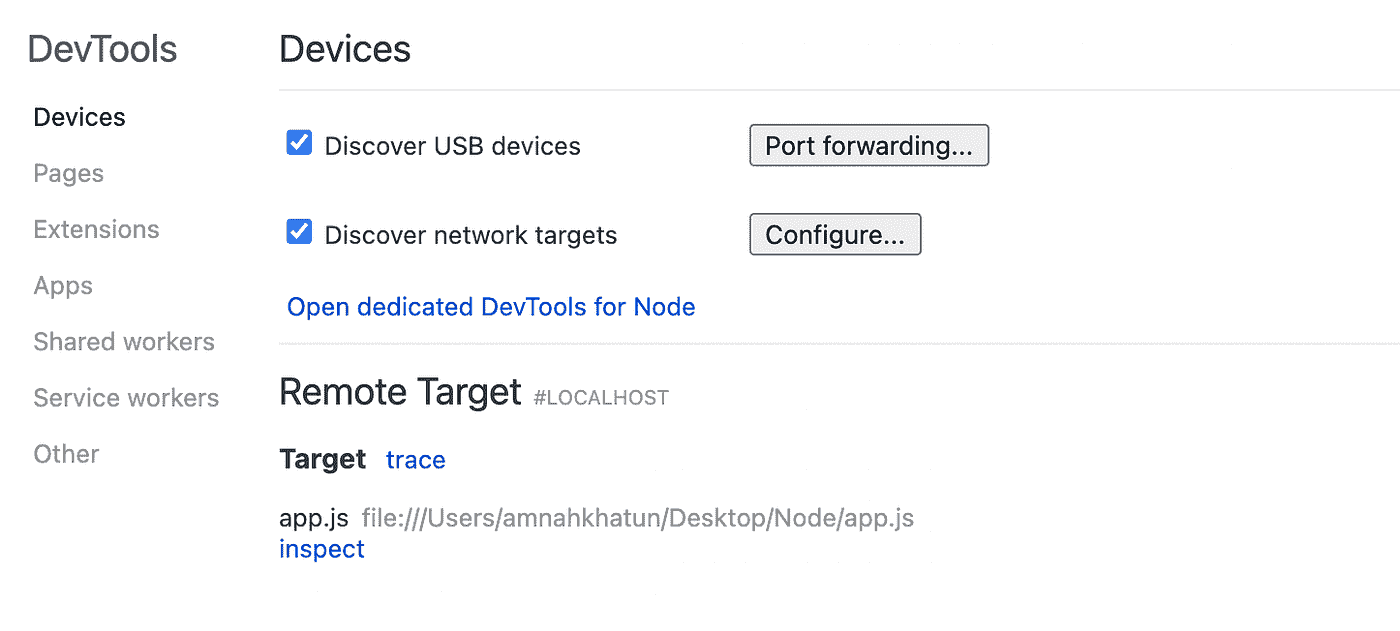 DevTools
Devices
Pages
Extensions
Apps
Shared workers
Service workers
Other
Devices
Discover USB devices
Port forwarding...
Discover network targets
Configure...
Open dedicated DevTools for Node
Remote Target #LOCALHOST
Target trace
app.js file:///Users/amnahkhatun/Desktop/Node/app.js
inspect